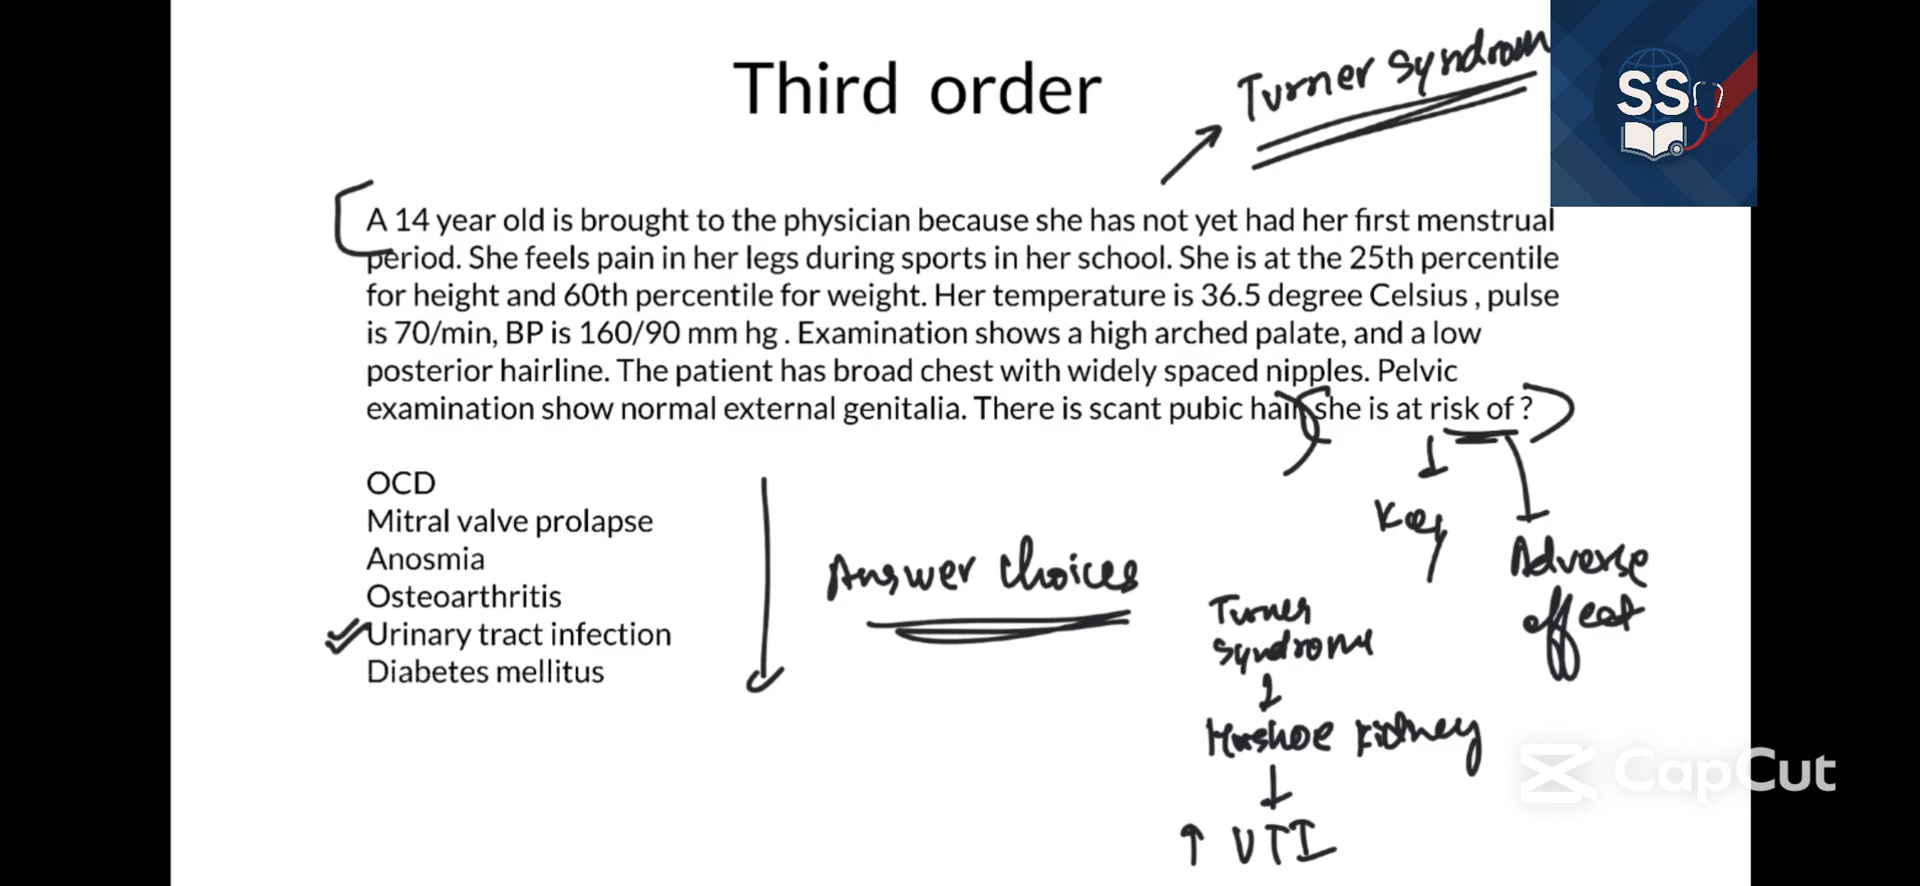 Third order
Turner Syndrom
SS
A 14 year old is brought to the physician because she has not yet had her first menstrual
period. She feels pain in her legs during sports in her school. She is at the 25th percentile
for height and 60th percentile for weight. Her temperature is 36.5 degree Celsius , pulse
is 70/min, BP is 160/90 mm hg . Examination shows a high arched palate, and a low
posterior hairline. The patient has broad chest with widely spaced nipples. Pelvic
examination show normal external genitalia. There is scant pubic hair she is at risk of ?
OCD
Mitral valve prolapse
Anosmia
Osteoarthritis
Urinary tract infection
Diabetes mellitus
Answer choices
Key
Adverse
effect
Turner
Syndrome
Kidney
↑ UTI
CapCut